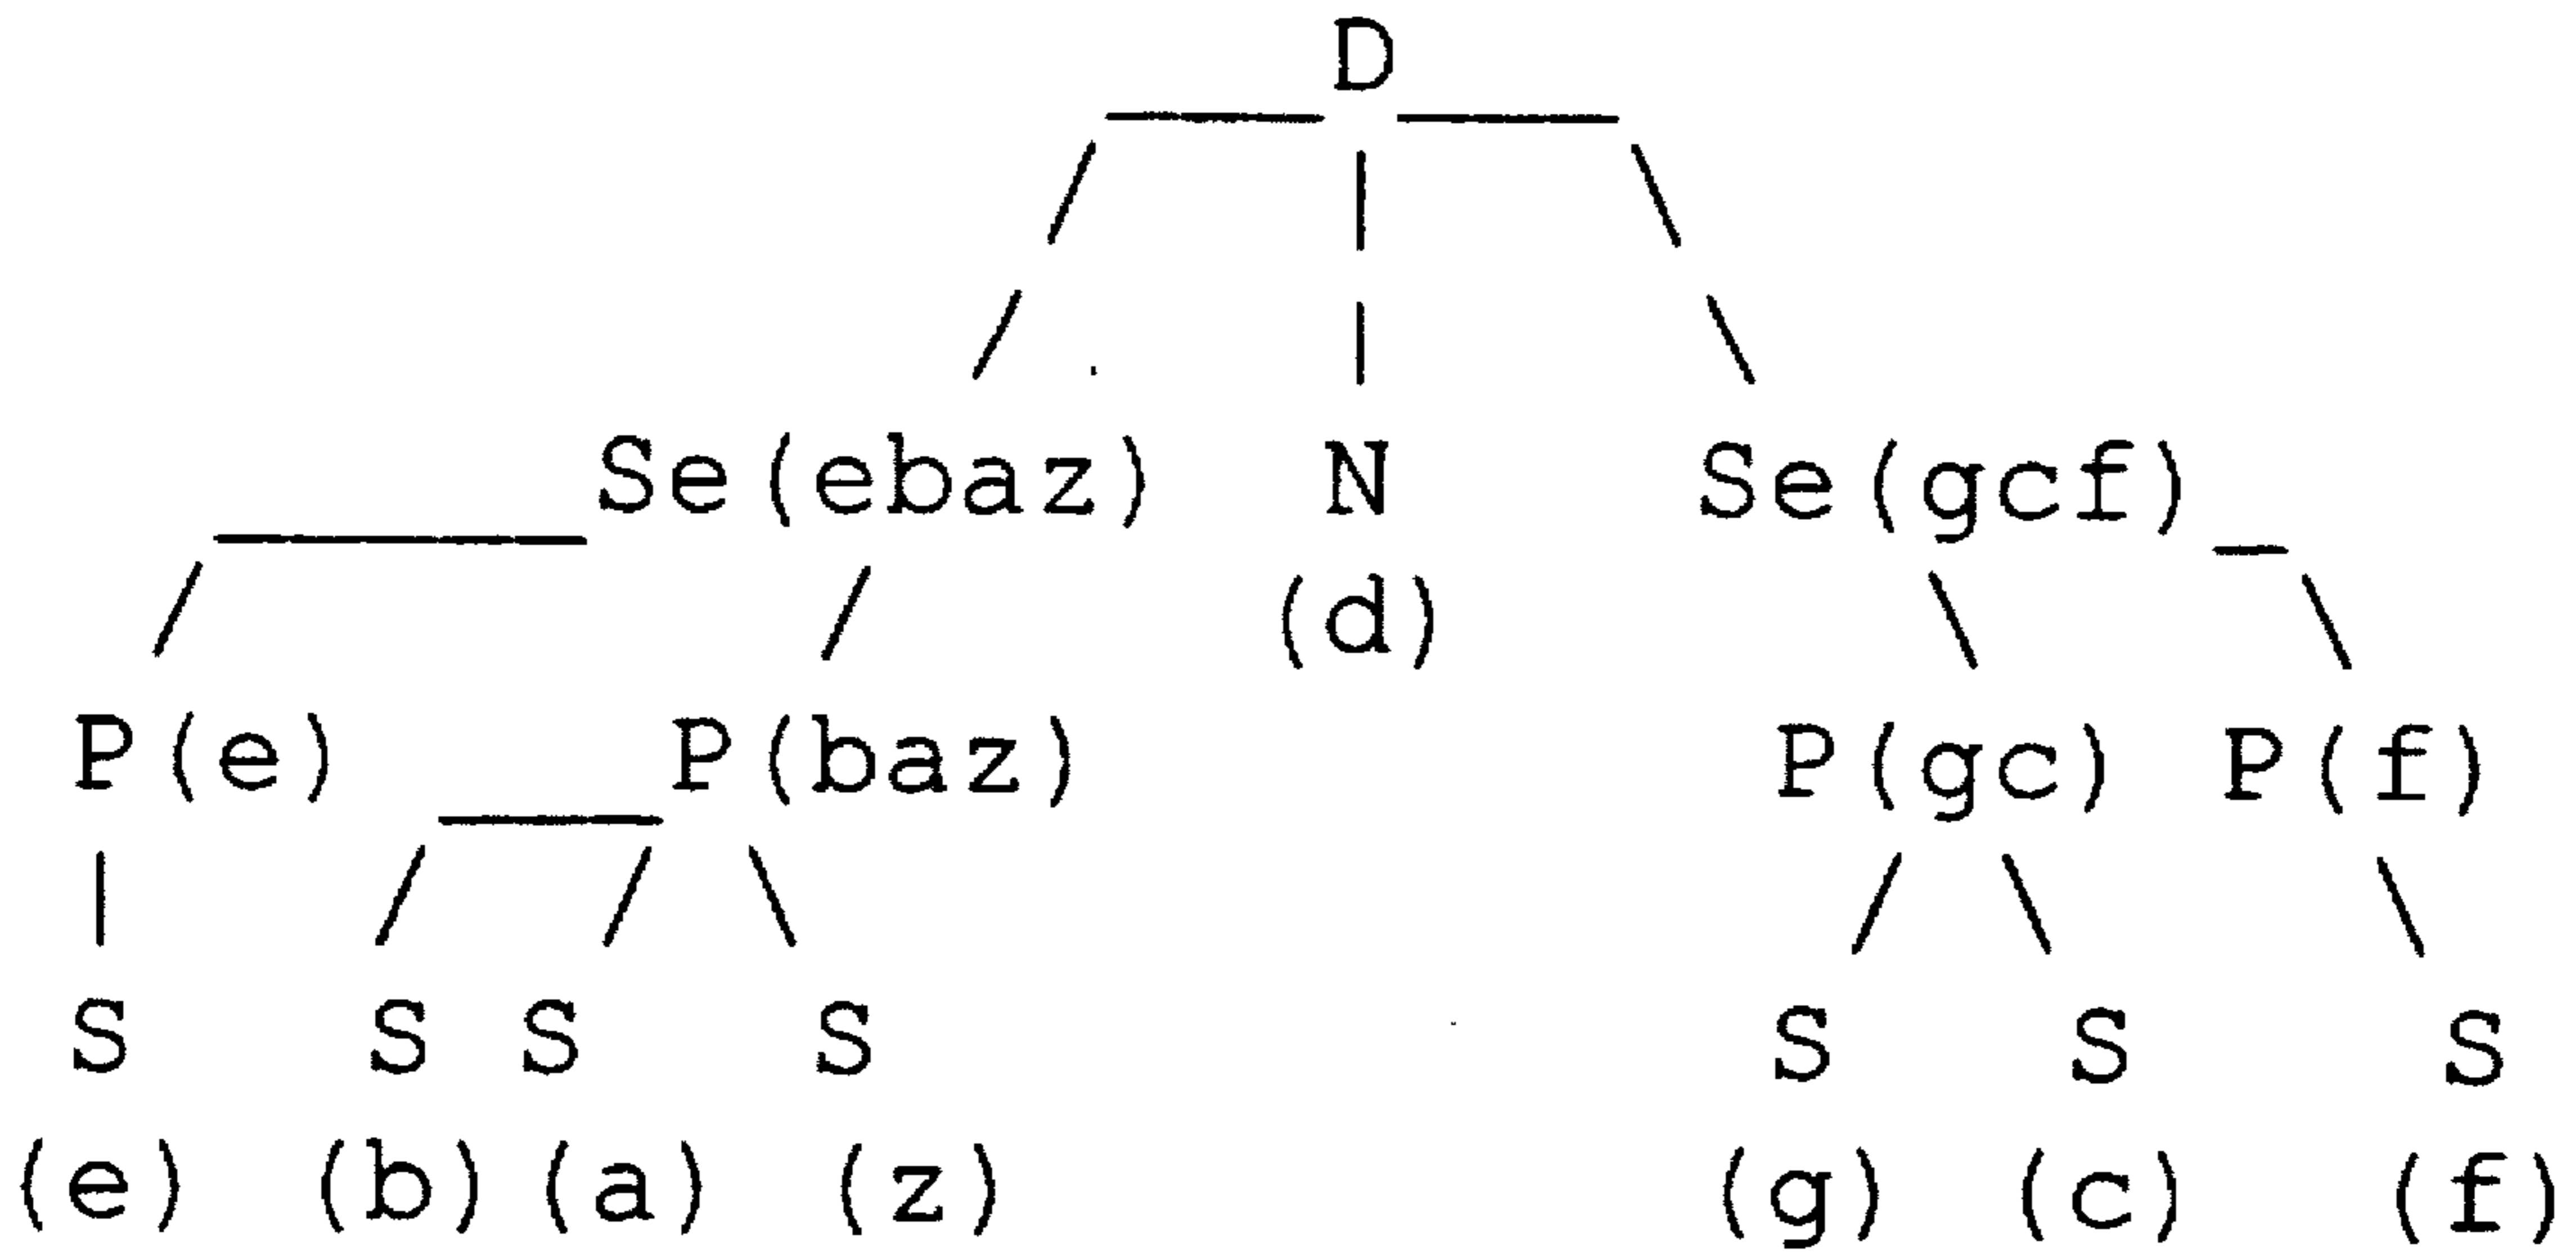 D
Se(ebaz) N Se(gcf)
(d)
P(e) P(baz) P(gc) P(f)
S S S S S S S
(e) (b) (a) (z) (g) (c) (f)